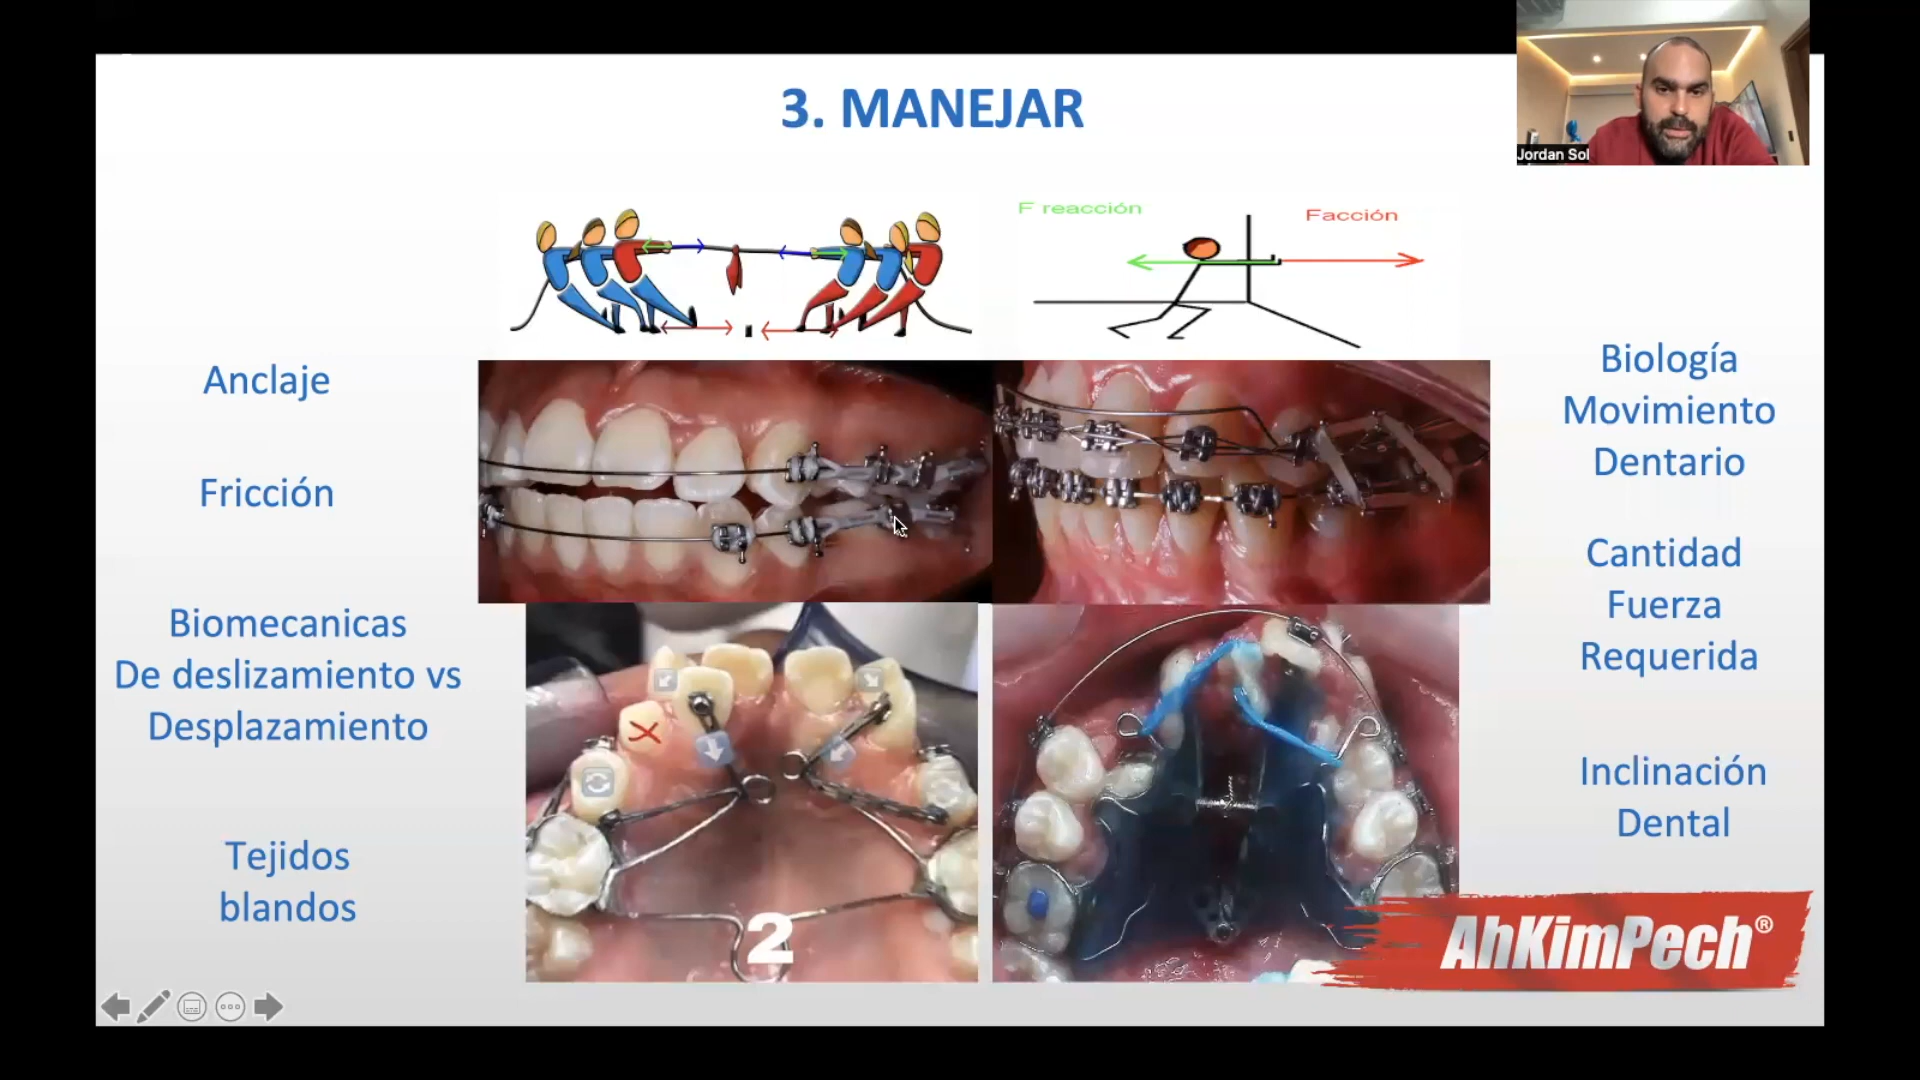 3. MANEJAR
Jordan Sol
F reacción
Facción
Anclaje
Fricción
Biomecanicas
De deslizamiento vs
Desplazamiento
Tejidos
blandos
Biología
Movimiento
Dentario
Cantidad
Fuerza
Requerida
Inclinación
Dental
2
AhKimPech®